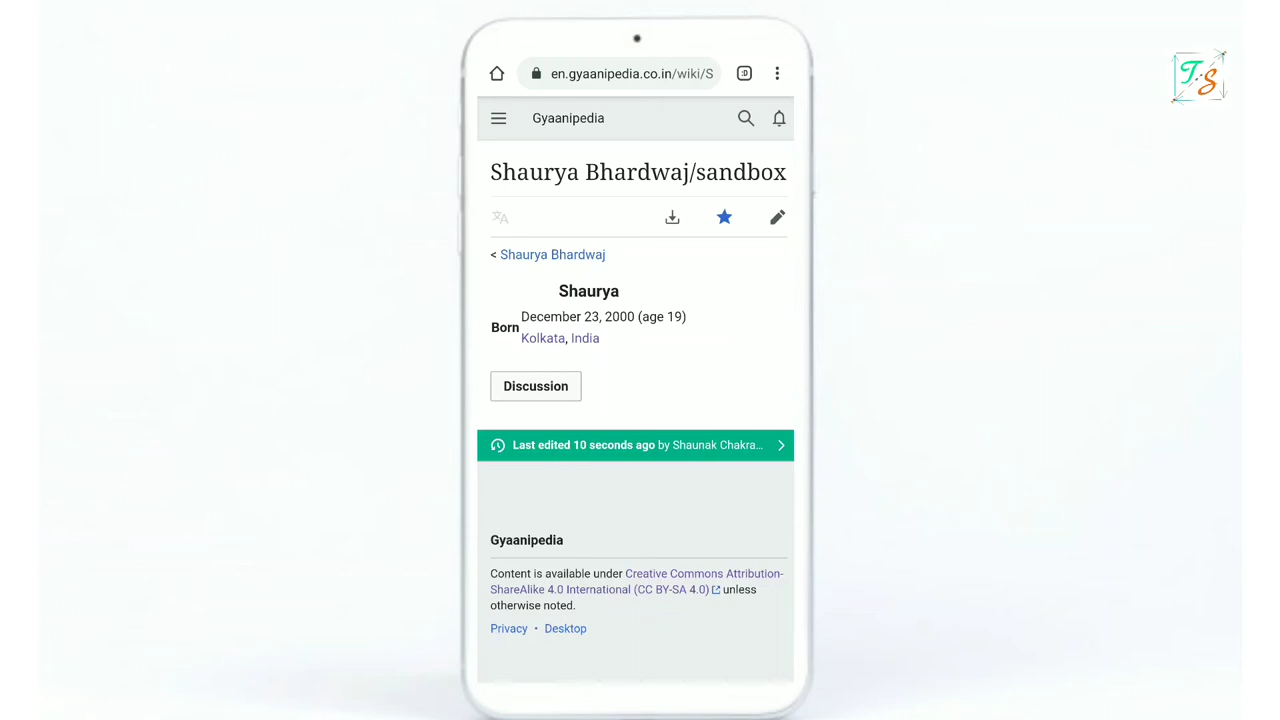 T.S
en.gyaanipedia.co.in/wiki/S
:D
Gyaanipedia
Shaurya Bhardwaj/sandbox
< Shaurya Bhardwaj
Shaurya
Born
December 23, 2000 (age 19)
Kolkata, India
Discussion
Last edited 10 seconds ago by Shaunak Chakra...
Gyaanipedia
Content is available under Creative Commons Attribution-
ShareAlike 4.0 International (CC BY-SA 4.0) unless
otherwise noted.
Privacy • Desktop